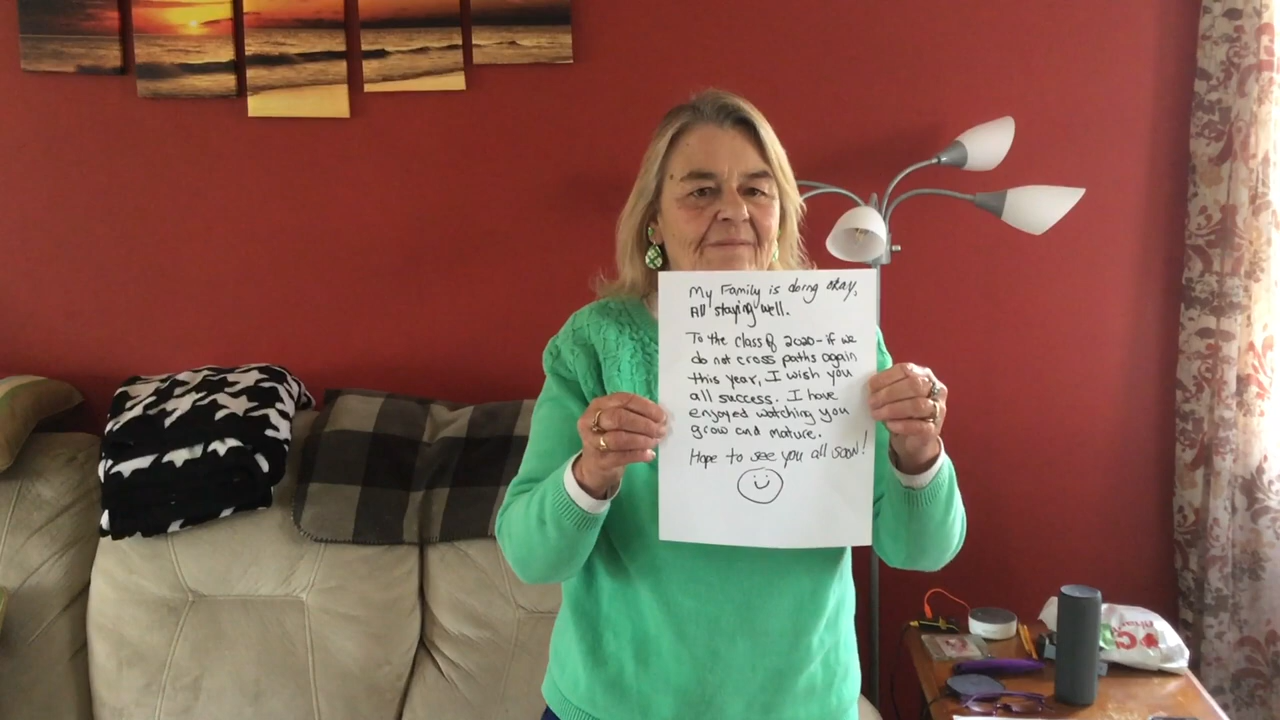 My Family is doing okay,
All staying well.
To the class of 2020 - if we
do not cross paths again
this year, I wish you
all success. I have
enjoyed watching you
grow and mature.
Hope to see you all soon!